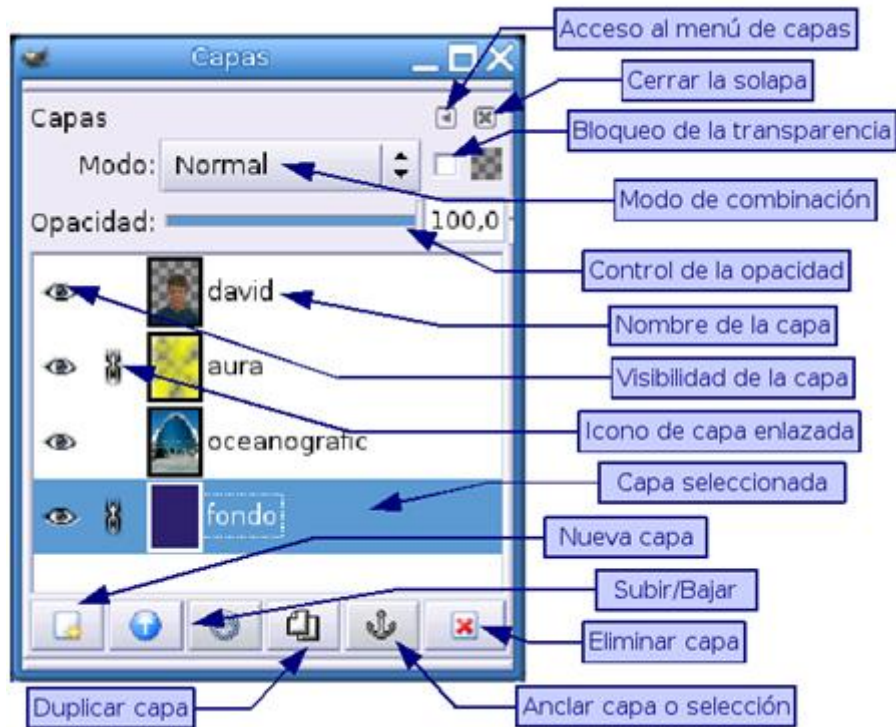 Acceso al menú de capas
Capas
Cerrar la solapa
Capas
Bloqueo de la transparencia
Modo: Normal
Modo de combinación
Opacidad: 100,0
Control de la opacidad
david
Nombre de la capa
aura
Visibilidad de la capa
Icono de capa enlazada
oceanografic
Capa seleccionada
fondo
Nueva capa
Subir/Bajar
Eliminar capa
Duplicar capa
Anclar capa o selección